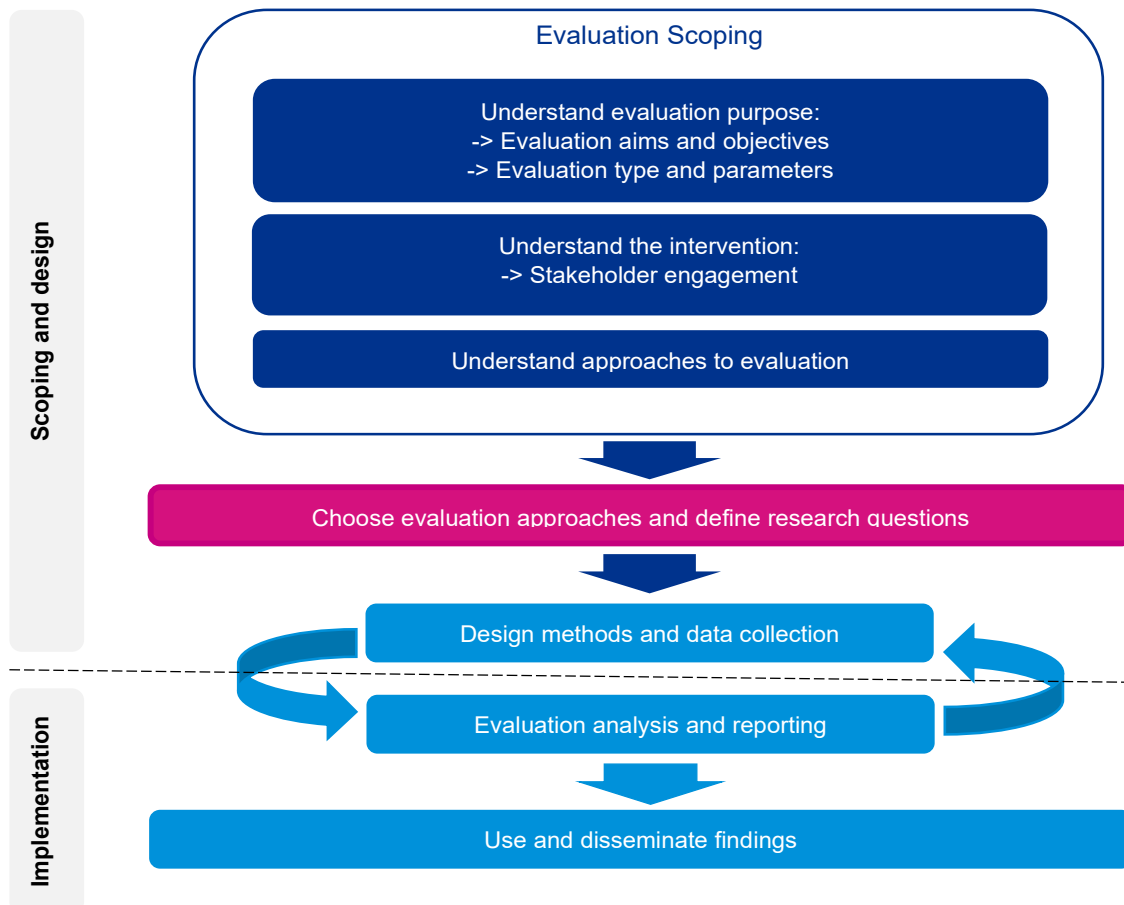 Evaluation Scoping
Understand evaluation purpose:
-> Evaluation aims and objectives
-> Evaluation type and parameters
Understand the intervention:
-> Stakeholder engagement
Understand approaches to evaluation
Scoping and design
Choose evaluation approaches and define research questions
Design methods and data collection
Evaluation analysis and reporting
Implementation
Use and disseminate findings